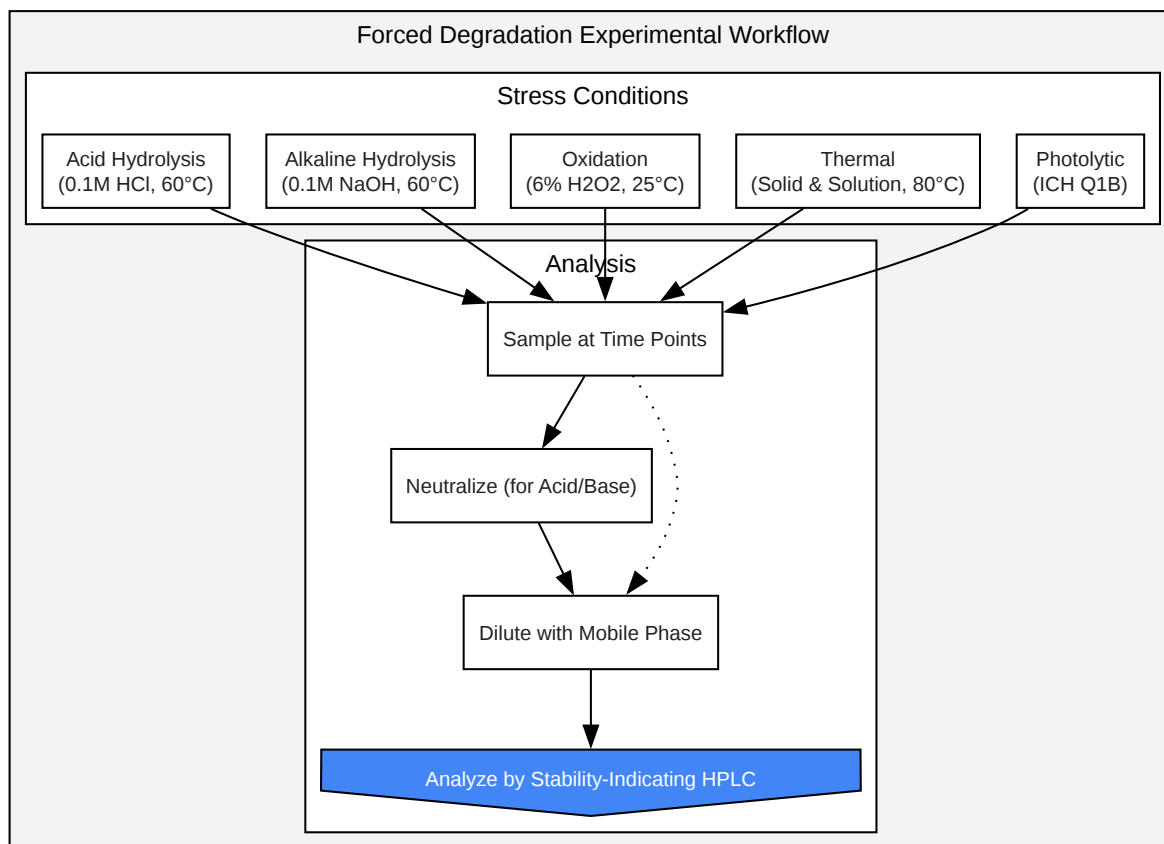 Forced Degradation Experimental Workflow
Stress Conditions
Acid Hydrolysis
(0.1M HCl, 60°C)
Alkaline Hydrolysis
(0.1M NaOH, 60°C)
Oxidation
(6% H2O2, 25°C)
Thermal
(Solid & Solution, 80°C)
Photolytic
(ICH Q1B)
Analysis
Sample at Time Points
Neutralize (for Acid/Base)
Dilute with Mobile Phase
Analyze by Stability-Indicating HPLC